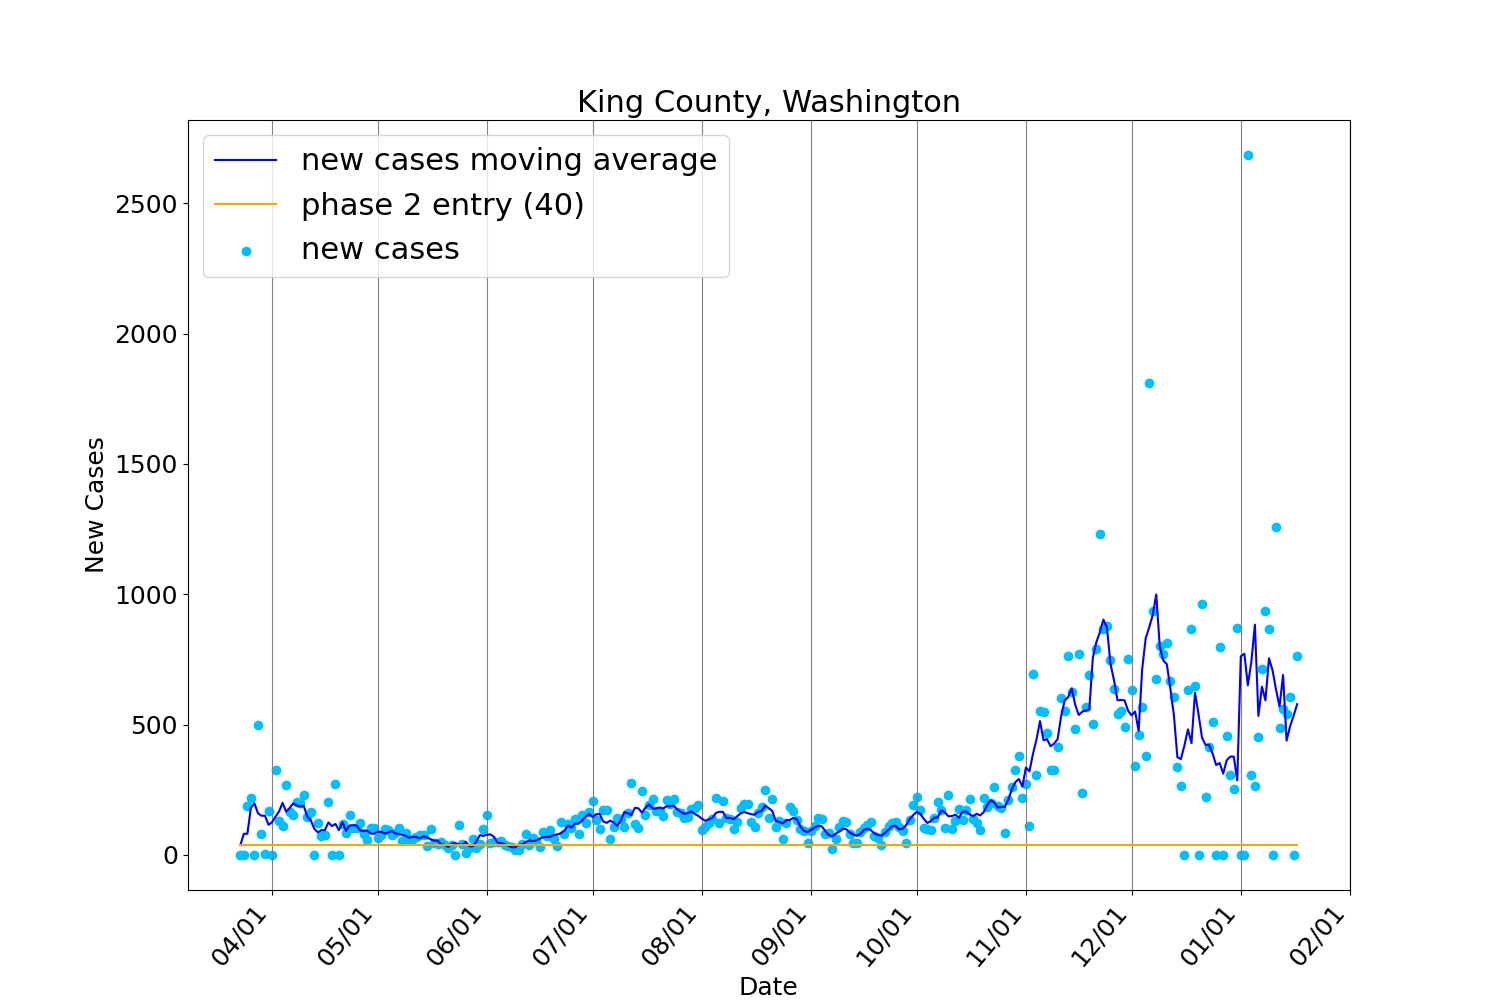 King County, Washington
new cases moving average
phase 2 entry (40)
new cases
New Cases
2500
2000
1500
1000
500
0
04/01
05/01
06/01
07/01
08/01
09/01
10/01
11/01
12/01
01/01
02/01
Date